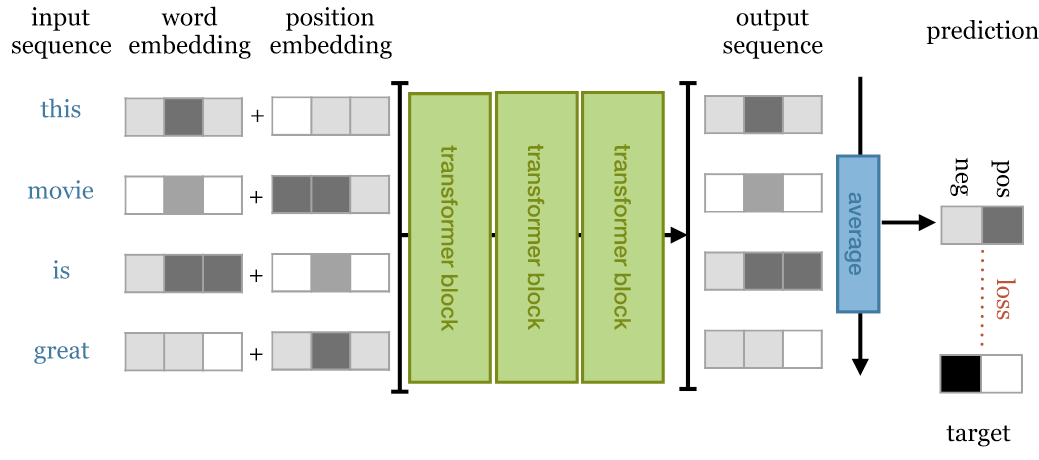 input
sequence
word
embedding
position
embedding
output
sequence
prediction
this
+
movie
+
is
+
great
+
transformer block
transformer block
transformer block
average
neg
pos
loss
target